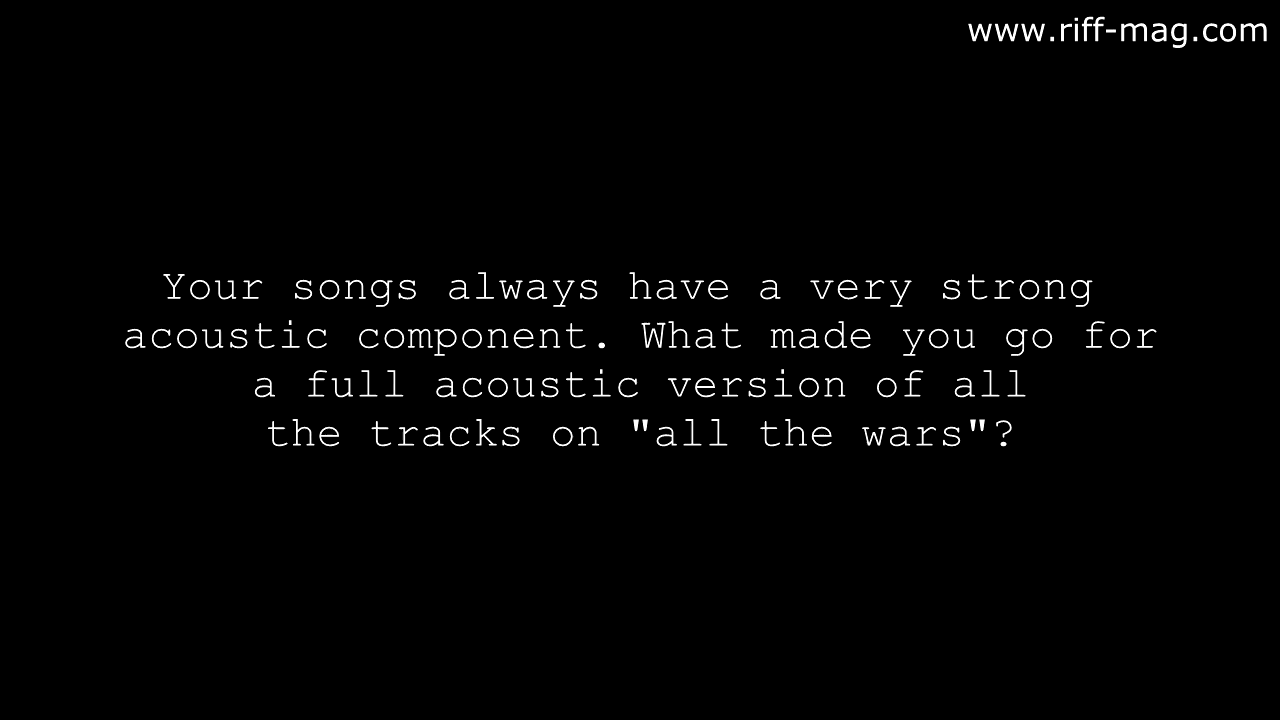 www.riff-mag.com
Your songs always have a very strong
acoustic component. What made you go for
a full acoustic version of all
the tracks on "all the wars"?